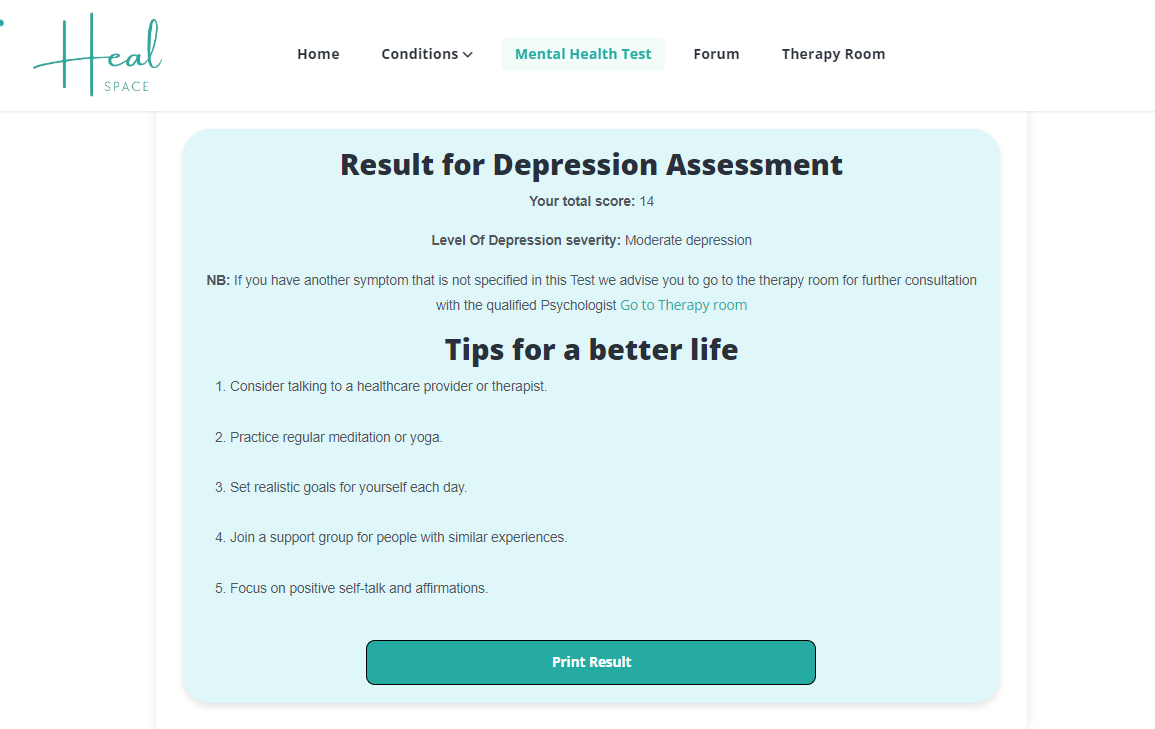 Heal
SPACE
Home
Conditions
Mental Health Test
Forum
Therapy Room
Result for Depression Assessment
Your total score: 14
Level Of Depression severity: Moderate depression
NB: If you have another symptom that is not specified in this Test we advise you to go to the therapy room for further consultation
with the qualified Psychologist Go to Therapy room
Tips for a better life
1. Consider talking to a healthcare provider or therapist.
2. Practice regular meditation or yoga.
3. Set realistic goals for yourself each day.
4. Join a support group for people with similar experiences.
5. Focus on positive self-talk and affirmations.
Print Result